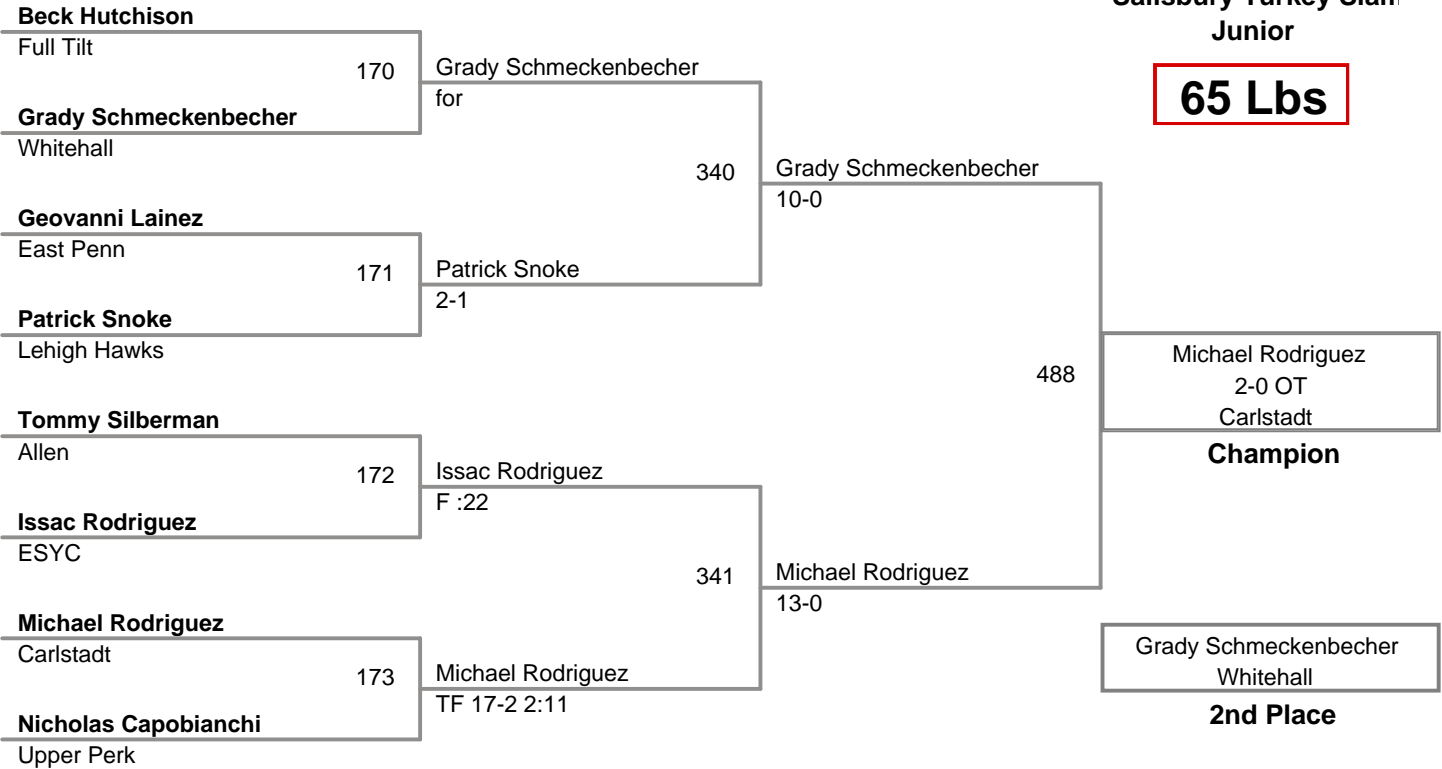 Salisbury Turkey Slam
Junior
65 Lbs
Beck Hutchison
Full Tilt
170
Grady Schmeckenbecher
for
Grady Schmeckenbecher
Whitehall
340
Grady Schmeckenbecher
10-0
Geovanni Lainez
East Penn
171
Patrick Snoke
2-1
Patrick Snoke
Lehigh Hawks
488
Michael Rodriguez
2-0 OT
Carlstadt
Champion
Tommy Silberman
Allen
172
Issac Rodriguez
F :22
Issac Rodriguez
ESYC
341
Michael Rodriguez
13-0
Michael Rodriguez
Carlstadt
173
Michael Rodriguez
TF 17-2 2:11
Nicholas Capobianchi
Upper Perk
Grady Schmeckenbecher
Whitehall
2nd Place